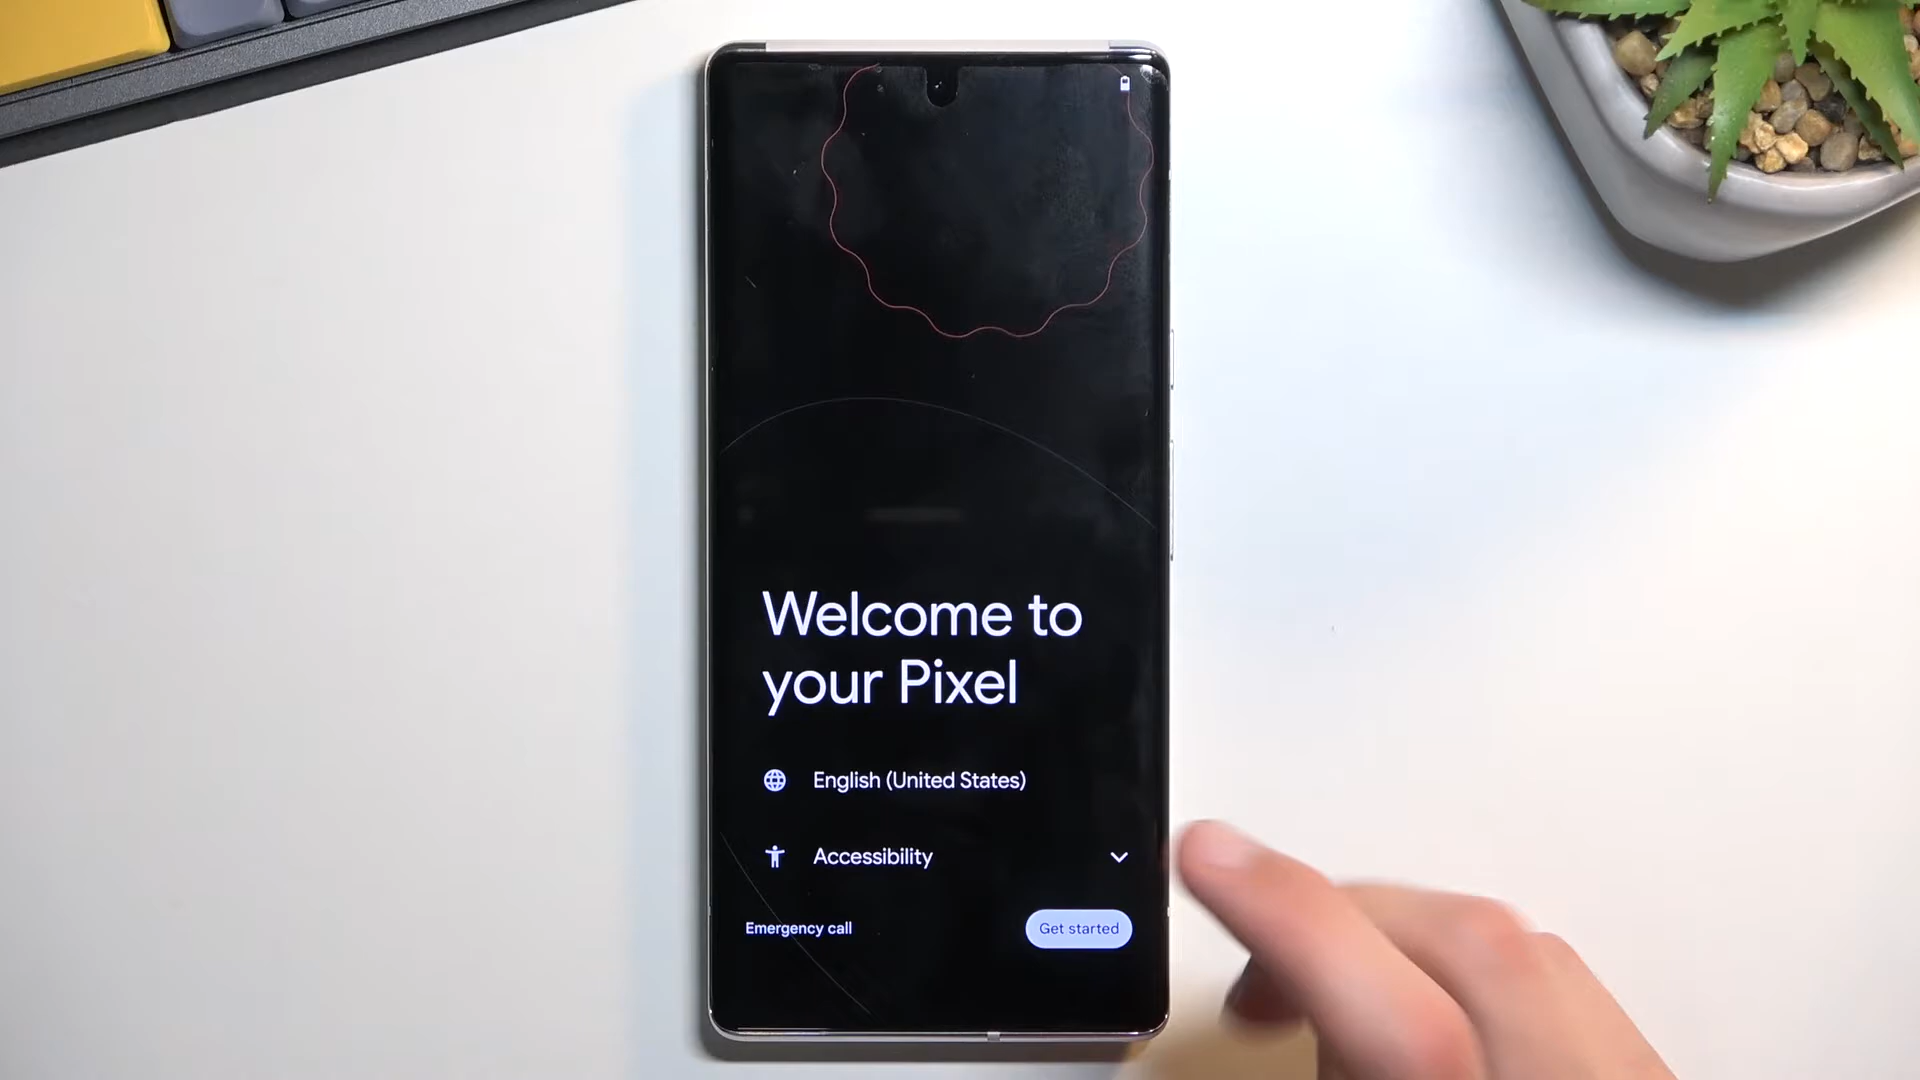 Welcome to
your Pixel
English (United States)
Accessibility
Emergency call
Get started